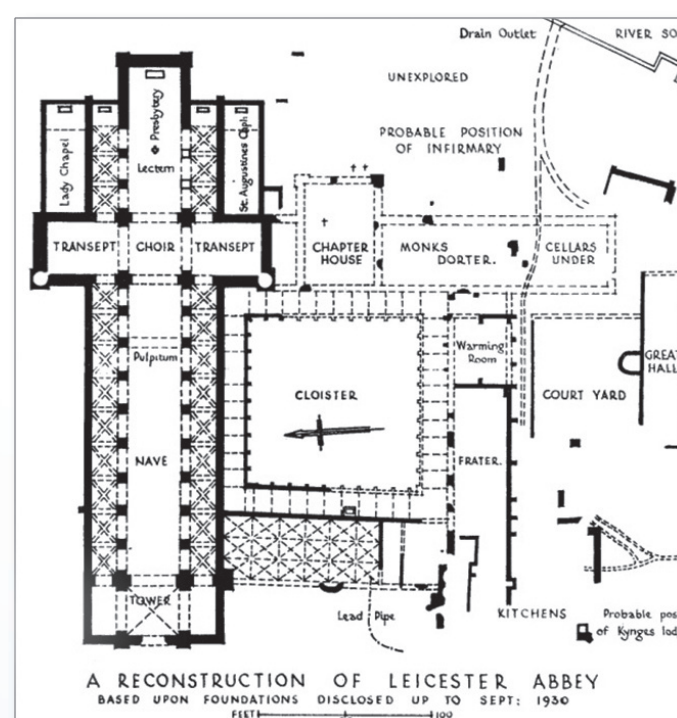 Drain Outlet
RIVER SO
UNEXPLORED
PROBABLE POSITION
OF INFIRMARY
Lady Chapel
Presbytery
Lectern
St. Augustines Caph
TRANSEPT
CHOIR
TRANSEPT
CHAPTER
HOUSE
MONKS
DORTER.
CELLARS
UNDER
Pulpitum
Warming
Room
GREAT
HALL
CLOISTER
COURT YARD
NAVE
FRATER.
TOWER
Lead Pipe
KITCHENS
Probable pos
of Kynges lod
A RECONSTRUCTION OF LEICESTER ABBEY
BASED UPON FOUNDATIONS DISCLOSED UP TO SEPT: 1930
FEET 100